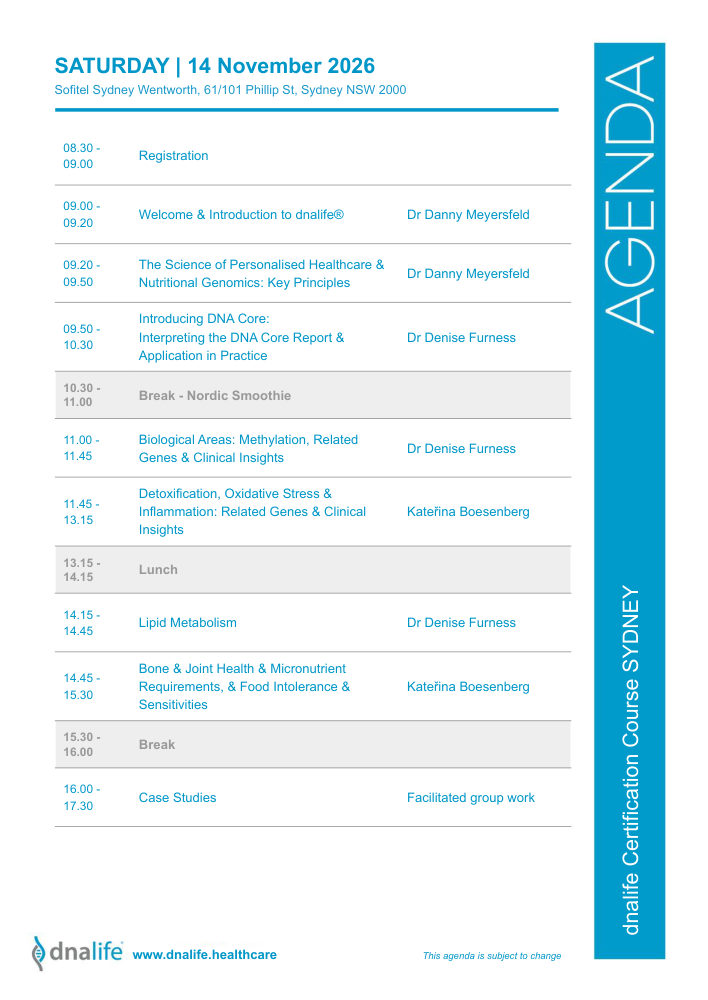 SATURDAY | 14 November 2026
Sofitel Sydney Wentworth, 61/101 Phillip St, Sydney NSW 2000
08.30 -
09.00
Registration
09.00 -
09.20
Welcome & Introduction to dnalife®
Dr Danny Meyersfeld
09.20 -
09.50
The Science of Personalised Healthcare &
Nutritional Genomics: Key Principles
Dr Danny Meyersfeld
09.50 -
10.30
Introducing DNA Core:
Interpreting the DNA Core Report &
Application in Practice
Dr Denise Furness
10.30 -
11.00
Break - Nordic Smoothie
11.00 -
11.45
Biological Areas: Methylation, Related
Genes & Clinical Insights
Dr Denise Furness
11.45 -
13.15
Detoxification, Oxidative Stress &
Inflammation: Related Genes & Clinical
Insights
Kateřina Boesenberg
13.15 -
14.15
Lunch
14.15 -
14.45
Lipid Metabolism
Dr Denise Furness
14.45 -
15.30
Bone & Joint Health & Micronutrient
Requirements, & Food Intolerance &
Sensitivities
Kateřina Boesenberg
15.30 -
16.00
Break
16.00 -
17.30
Case Studies
Facilitated group work
dnalife www.dnalife.healthcare
This agenda is subject to change
AGENDA
dnalife Certification Course SYDNEY